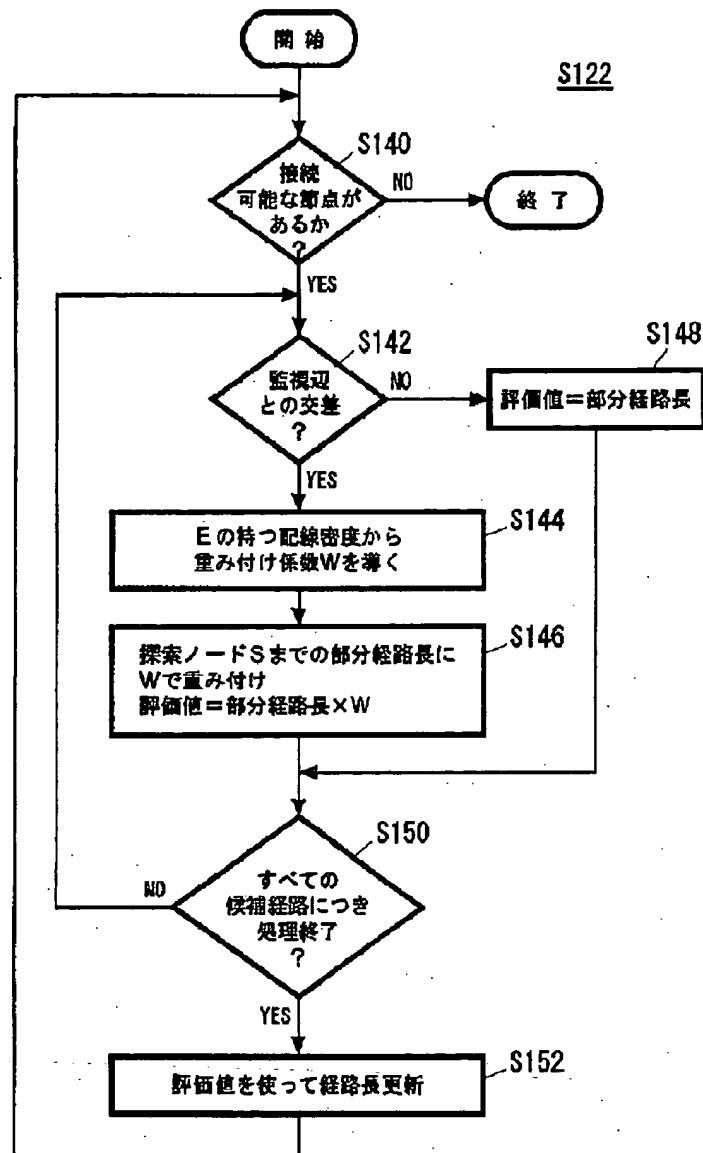 開始
S122
S140
接続
可能な節点が
あるか
?
NO
終了
YES
S142
監視辺
との交差
?
NO
S148
評価値=部分経路長
YES
S144
Eの持つ配線密度から
重み付け係数Wを導く
S146
探索ノードSまでの部分経路長に
Wで重み付け
評価値=部分経路長×W
S150
すべての
候補経路につき
処理終了
?
NO
YES
S152
評価値を使って経路長更新